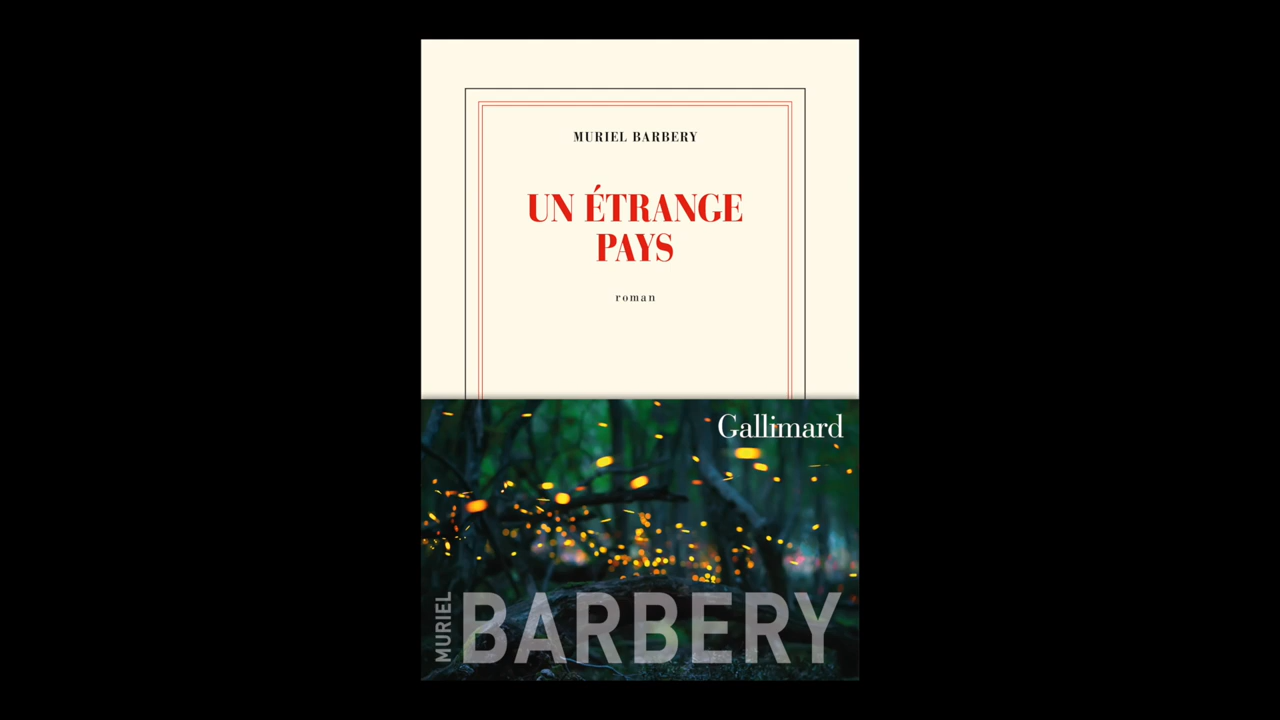 MURIEL BARBERY
UN ÉTRANGE
PAYS
roman
Gallimard
MURIEL
BARBERY